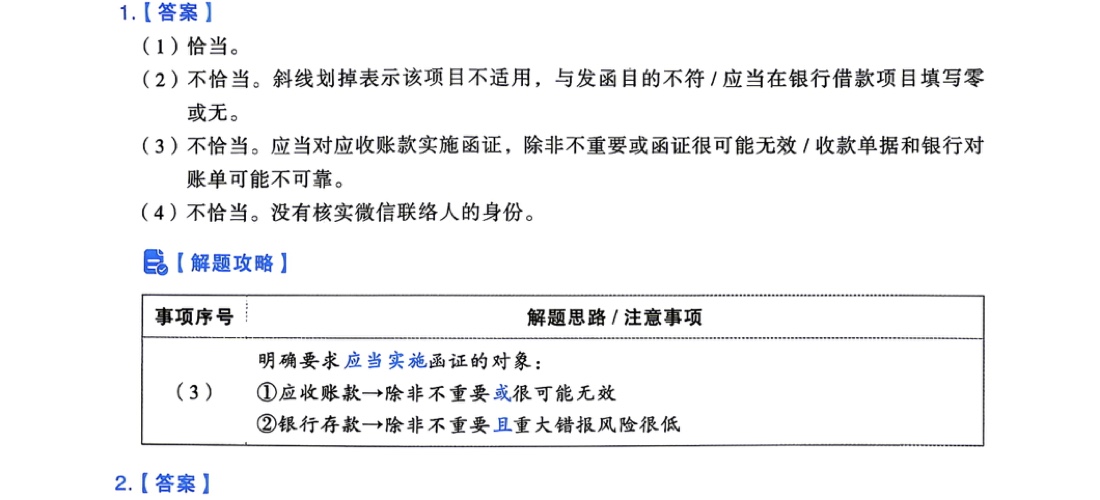 1.【答案】
（1）恰当。
（2）不恰当。斜线划掉表示该项目不适用，与发函目的不符/应当在银行借款项目填写零
或无。
（3）不恰当。应当对应收账款实施函证，除非不重要或函证很可能无效/收款单据和银行对
账单可能不可靠。
（4）不恰当。没有核实微信联络人的身份。
【解题攻略】
事项序号 解题思路/注意事项
明确要求应当实施函证的对象：
（3） ①应收账款→除非不重要或很可能无效
②银行存款→除非不重要且重大错报风险很低
2.【答案】